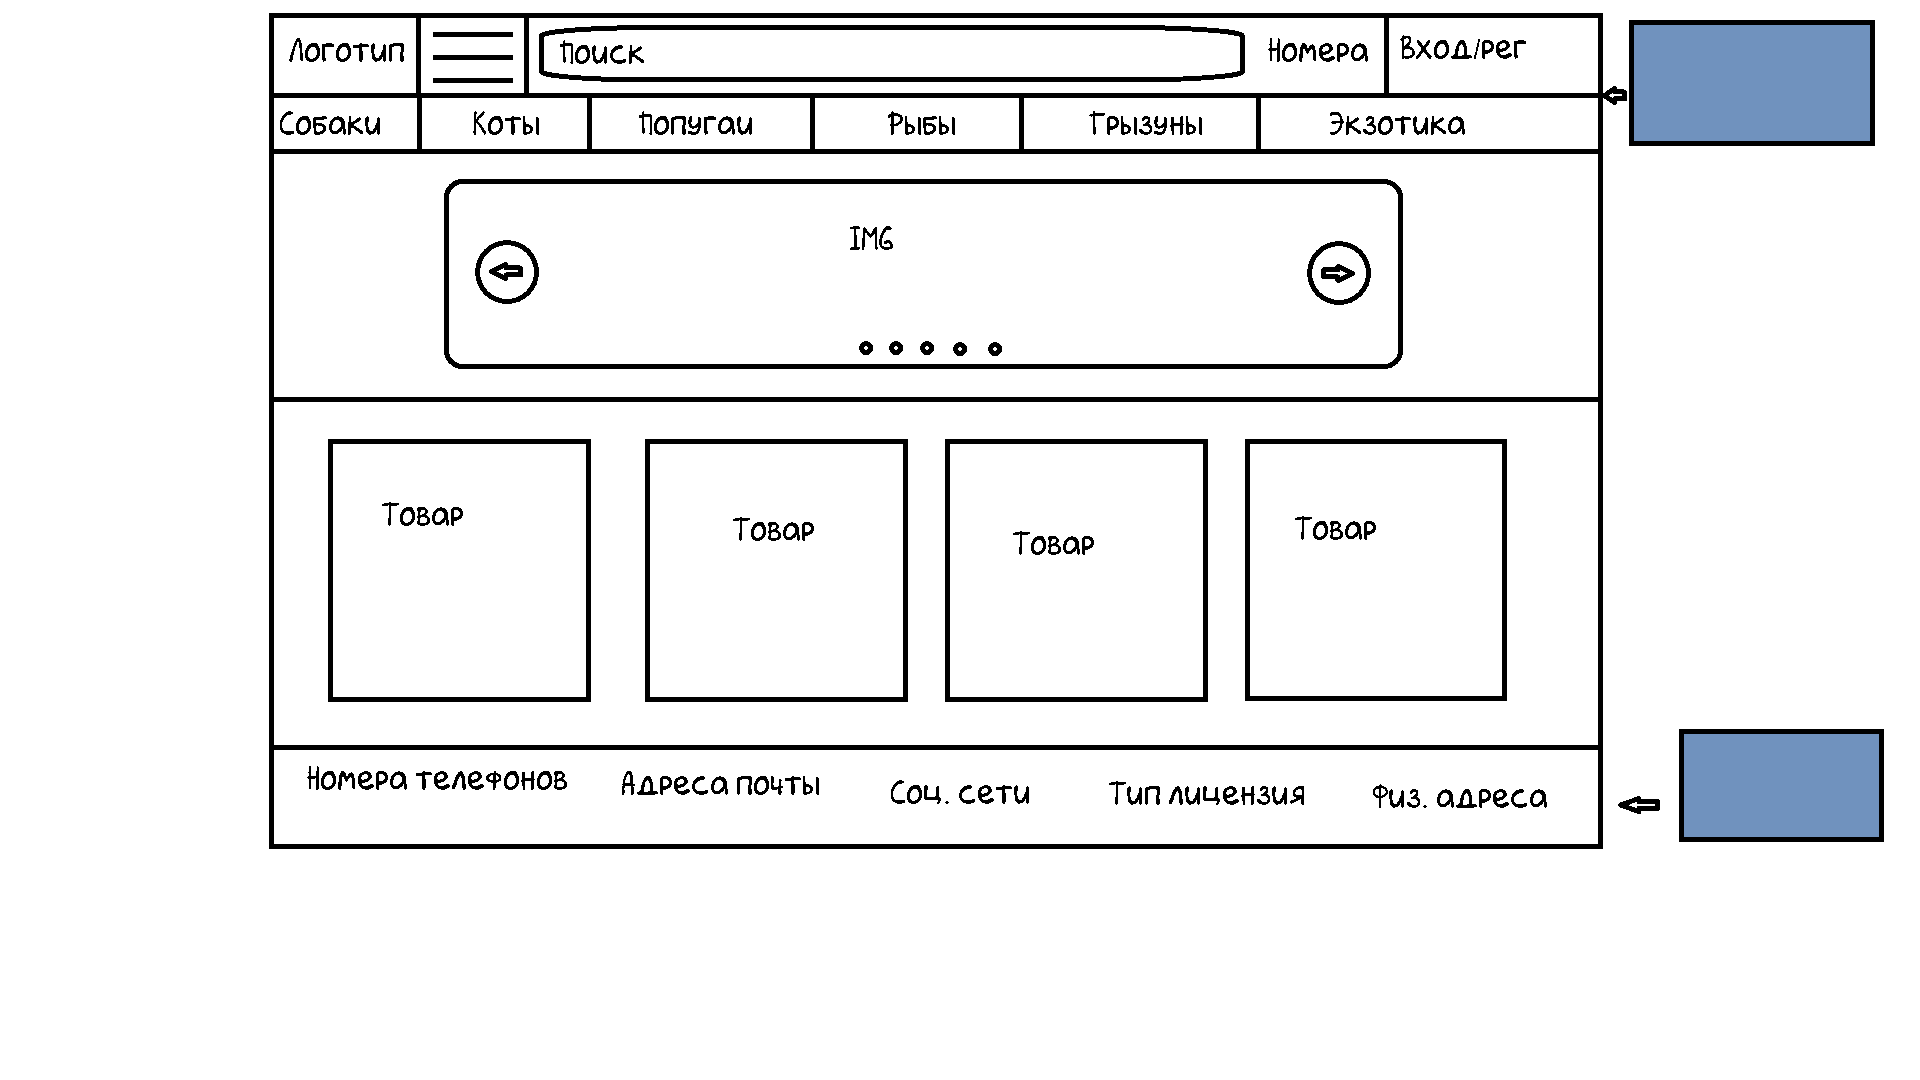 Логотип
Поиск
Номера
Вход/рег
Собаки
Коты
Попугаи
Рыбы
Грызуны
Экзотика
IMG
Товар
Товар
Товар
Товар
Номера телефонов
Адреса почты
Соц. сети
Тип лицензия
Физ. адреса